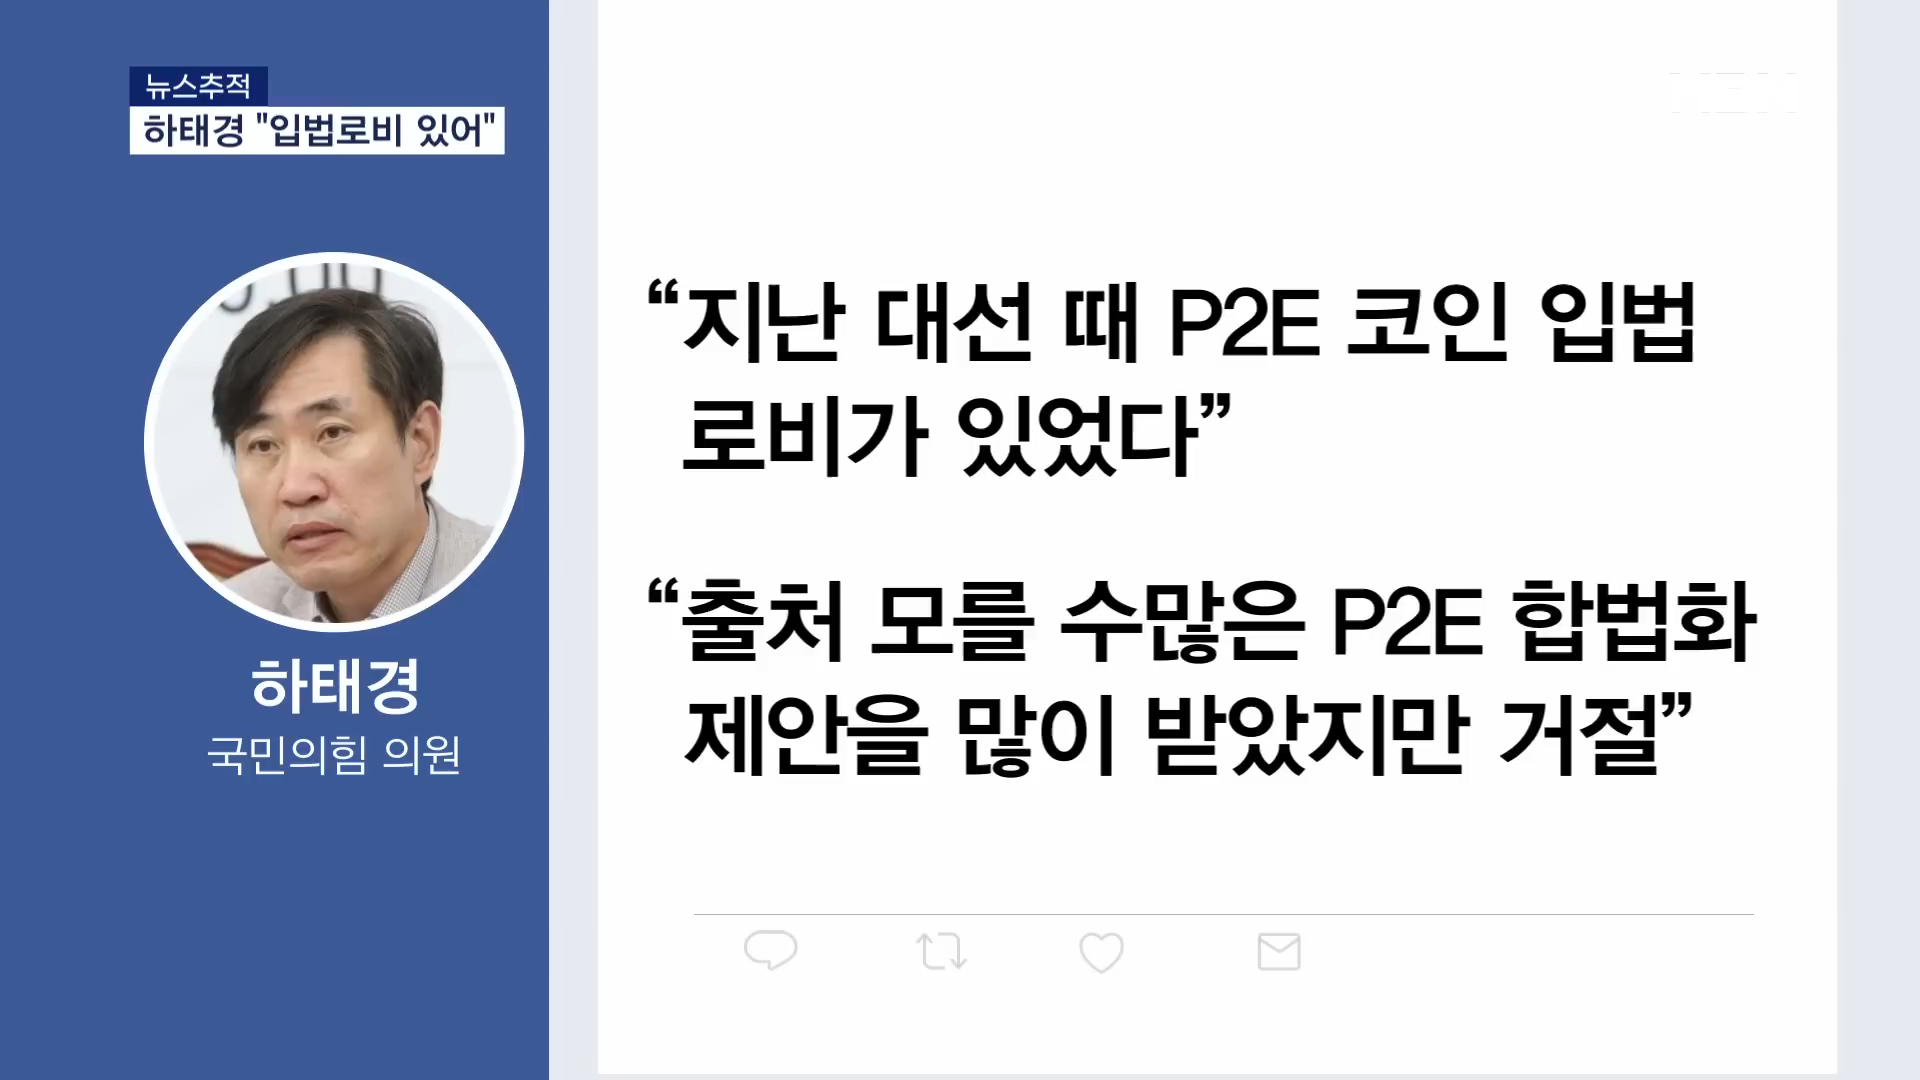 뉴스추적
하태경 "입법로비 있어"
하태경
국민의힘 의원
“지난 대선 때 P2E 코인 입법
로비가 있었다”
“출처 모를 수많은 P2E 합법화
제안을 많이 받았지만 거절”